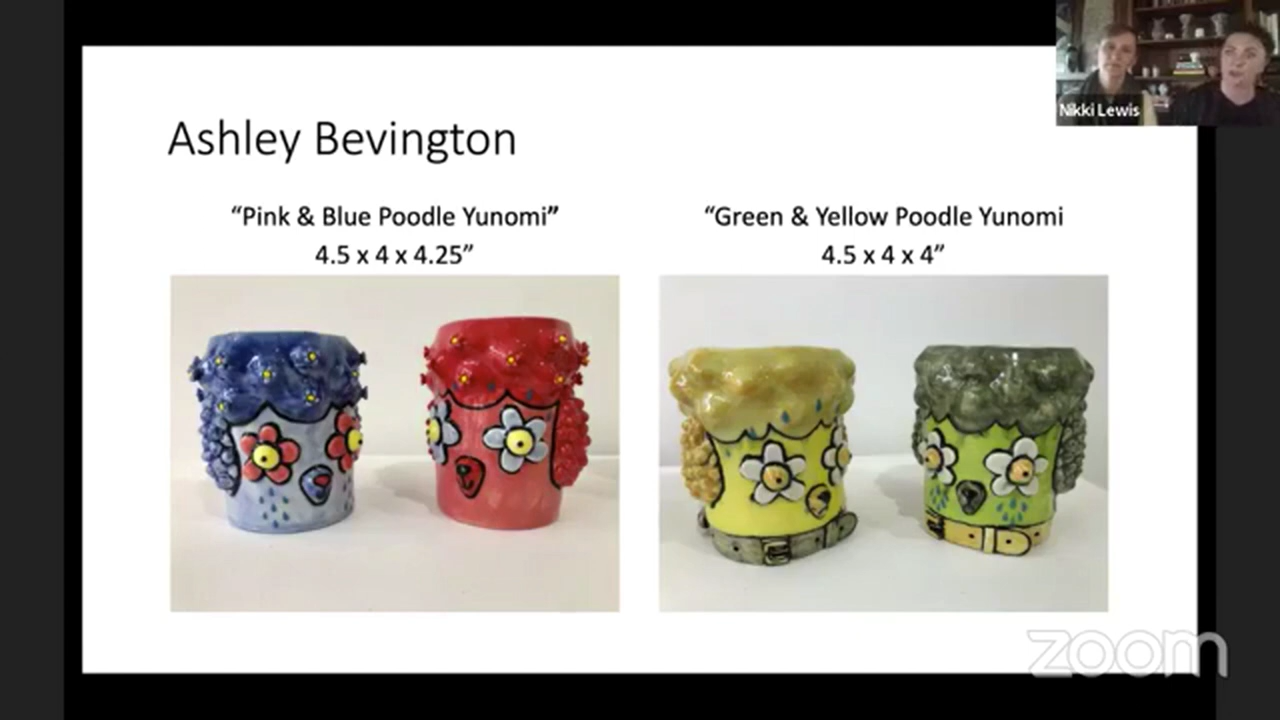 Nikki Lewis
Ashley Bevington
“Pink & Blue Poodle Yunomi”
4.5 x 4 x 4.25”
“Green & Yellow Poodle Yunomi
4.5 x 4 x 4”
zoom